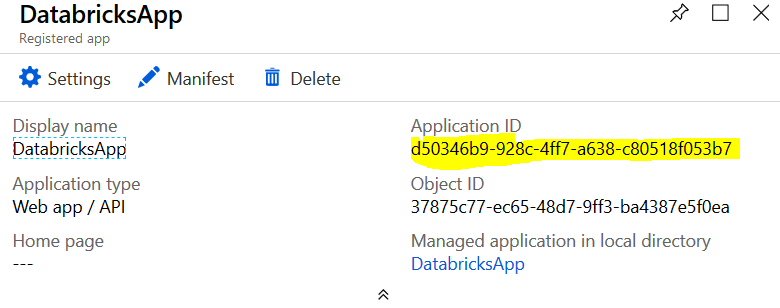 DatabricksApp
Registered app
Settings Manifest Delete
Display name
DatabricksApp
Application ID
d50346b9-928c-4ff7-a638-c80518f053b7
Application type
Web app / API
Object ID
37875c77-ec65-48d7-9ff3-ba4387e5f0ea
Home page
---
Managed application in local directory
DatabricksApp